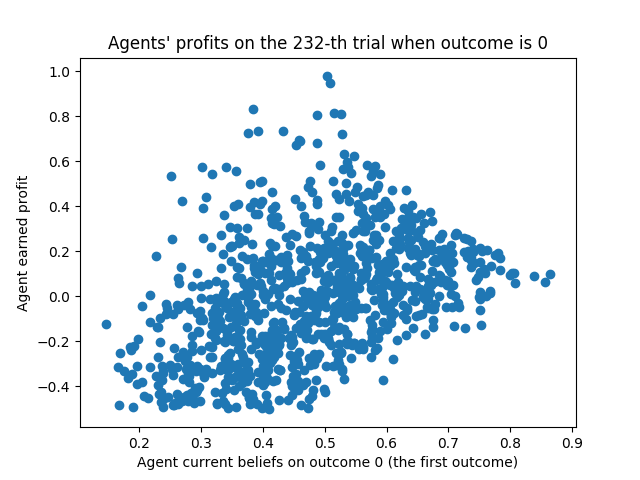 Agents' profits on the 232-th trial when outcome is 0
1.0
0.8
0.6
0.4
0.2
0.0
−0.2
−0.4
Agent earned profit
0.2 0.3 0.4 0.5 0.6 0.7 0.8 0.9
Agent current beliefs on outcome 0 (the first outcome)